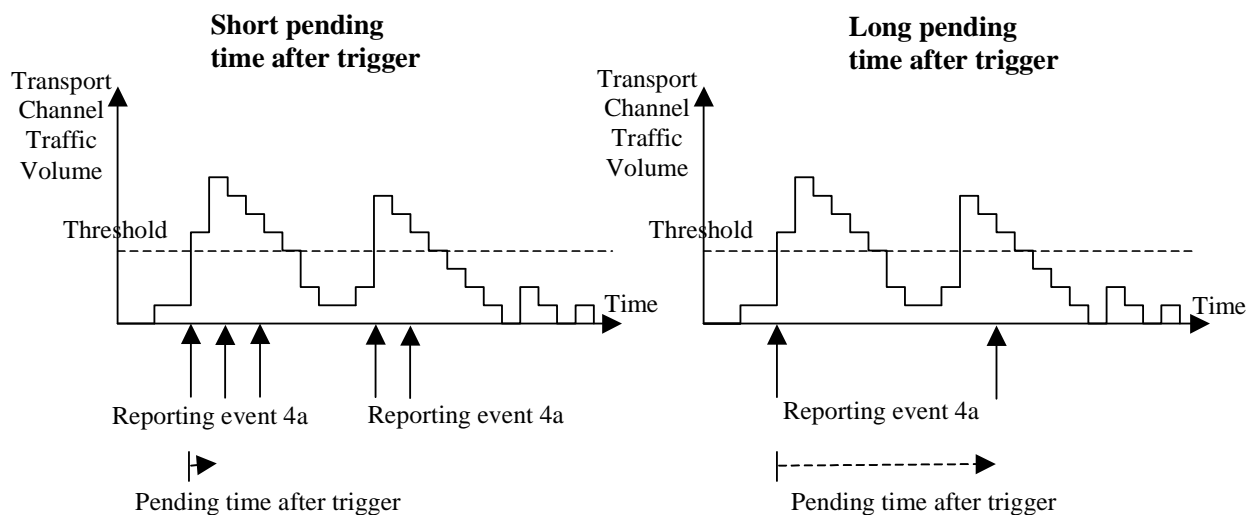 Short pending
time after trigger
Transport
Channel
Traffic
Volume
Threshold
Time
Reporting event 4a
Reporting event 4a
Pending time after trigger
Long pending
time after trigger
Transport
Channel
Traffic
Volume
Threshold
Time
Reporting event 4a
Pending time after trigger